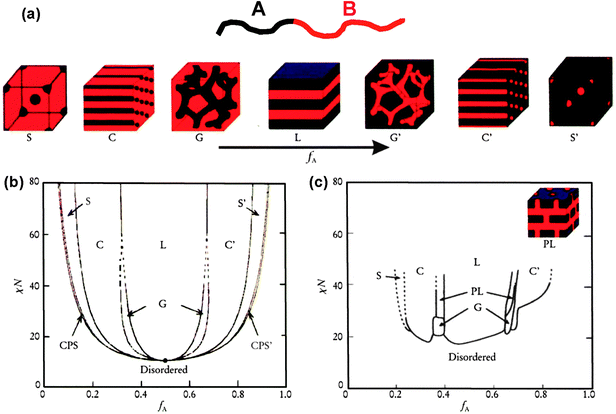 (a)
A B
S C G L G' C' S'
fA
(b)
80
60
40
20
0
χN
S
C
L
C'
S'
G
CPS
CPS'
Disordered
0 0.2 0.4 0.6 0.8 1.0
fA
(c)
80
60
40
20
0
χN
PL
S
C
L
C'
PL
G
Disordered
0 0.2 0.4 0.6 0.8 1.0
fA